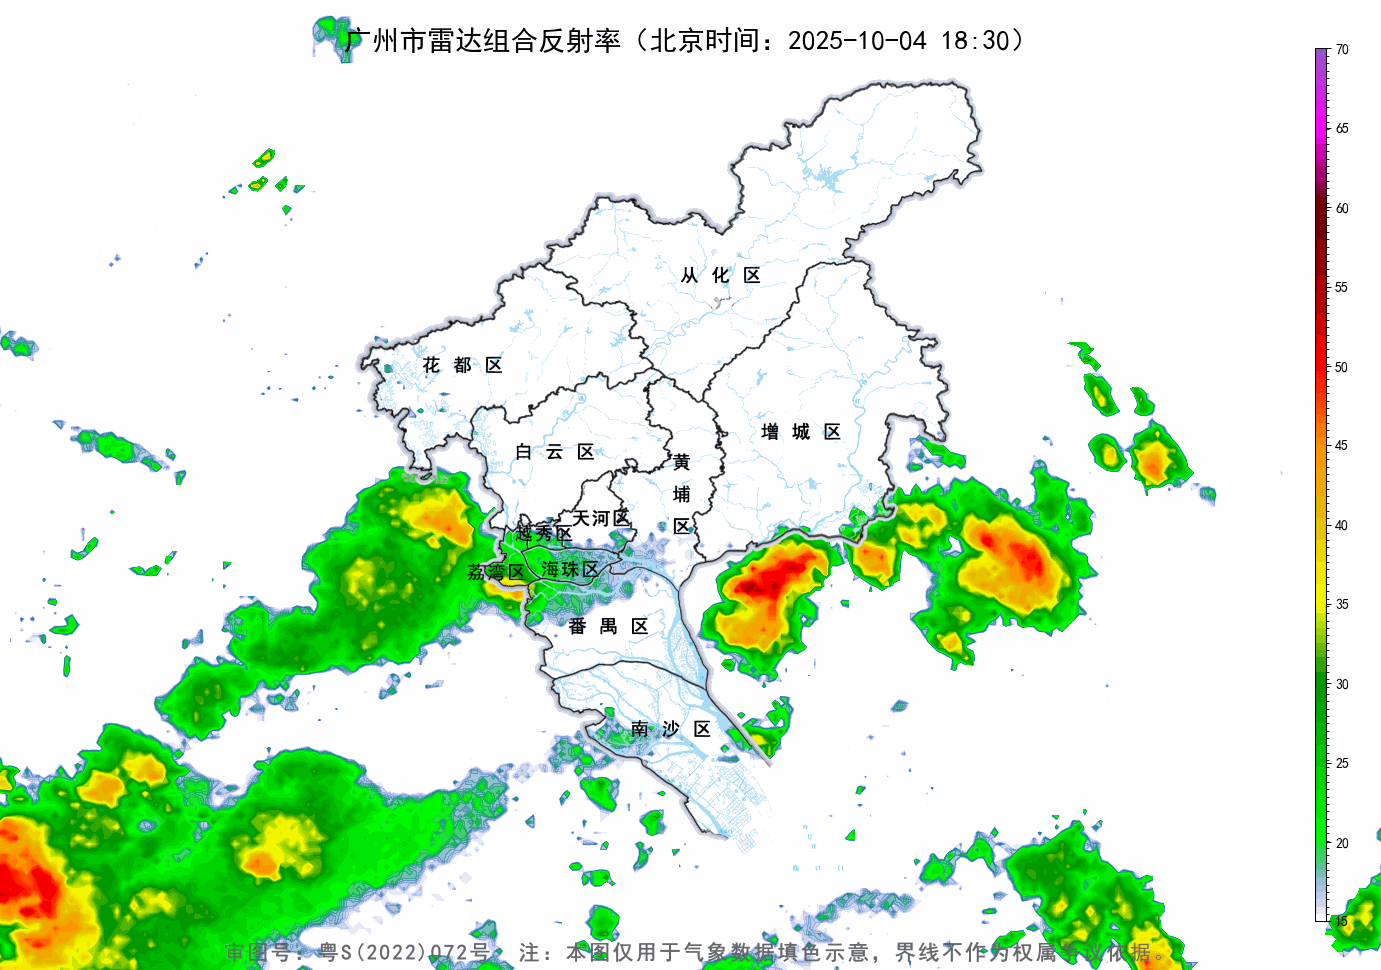 广州市雷达组合反射率（北京时间：2025-10-04 18:30）
70
65
60
55
50
45
40
35
30
25
20
15
从化区
花都区
增城区
白云区
黄埔区
天河区
越秀区
荔湾区
海珠区
番禺区
南沙区
审图号：粤S(2022)072号 注：本图仅用于气象数据填色示意，界线不作为权属争议依据。